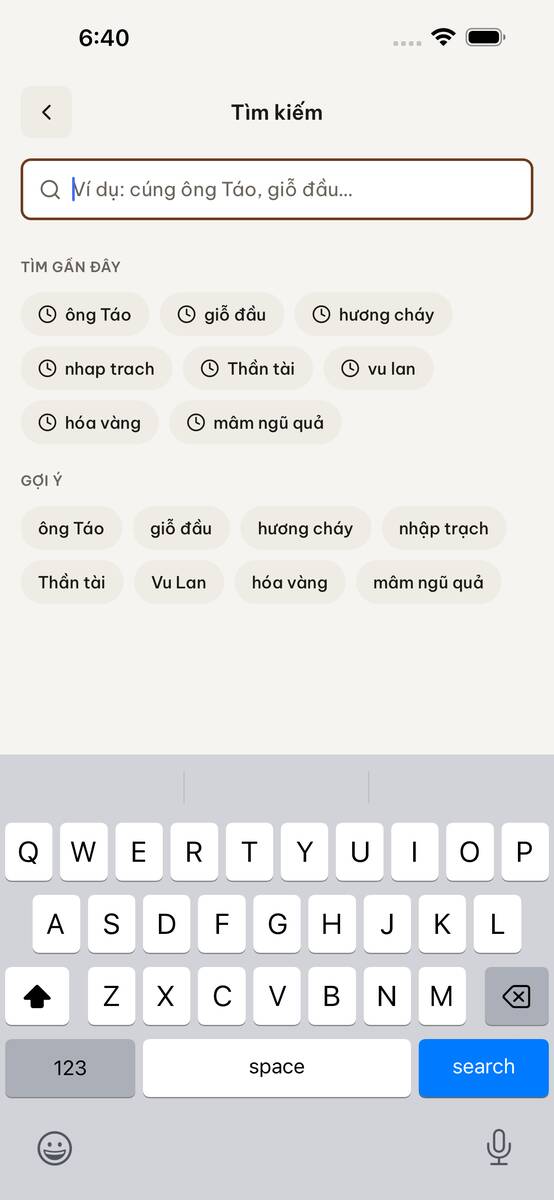 6:40
Tìm kiếm
Ví dụ: cúng ông Táo, giỗ đầu...
TÌM GẦN ĐÂY
ông Táo giỗ đầu hương cháy
nhap trach Thần tài vu lan
hóa vàng mâm ngũ quả
GỢI Ý
ông Táo giỗ đầu hương cháy nhập trạch
Thần tài Vu Lan hóa vàng mâm ngũ quả
Q W E R T Y U I O P
A S D F G H J K L
Z X C V B N M
123 space search